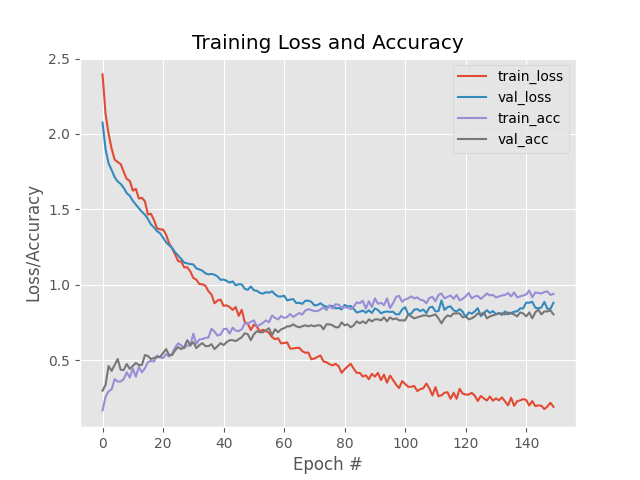 Training Loss and Accuracy
2.5
2.0
1.5
1.0
0.5
Loss/Accuracy
train_loss
val_loss
train_acc
val_acc
0 20 40 60 80 100 120 140
Epoch #